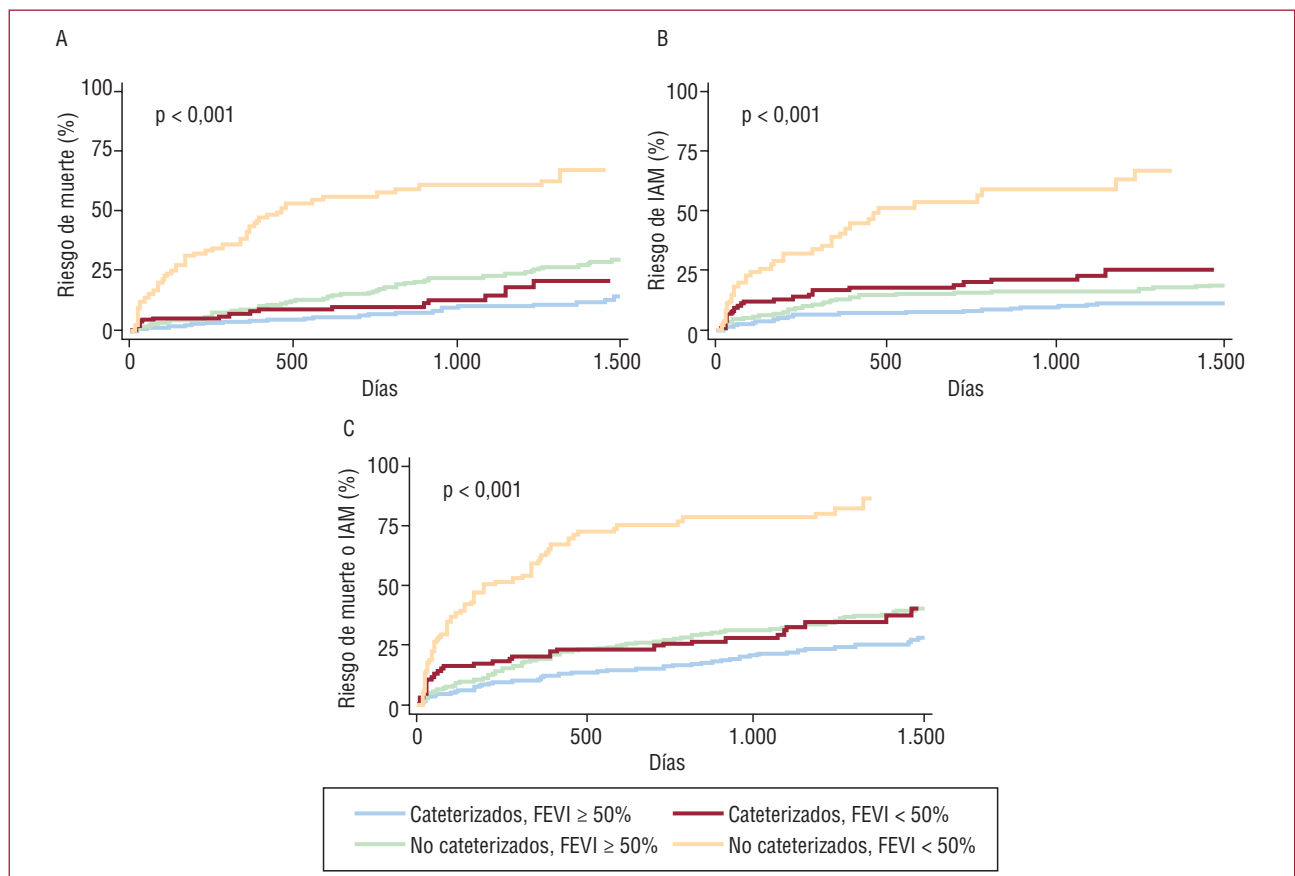 A
Riesgo de muerte (%)
100
75
50
25
0
p < 0,001
0 500 1.000 1.500
Días
B
Riesgo de IAM (%)
100
75
50
25
0
p < 0,001
0 500 1.000 1.500
Días
C
Riesgo de muerte o IAM (%)
100
75
50
25
0
p < 0,001
0 500 1.000 1.500
Días
Cateterizados, FEVI ≥ 50% Cateterizados, FEVI < 50%
No cateterizados, FEVI ≥ 50% No cateterizados, FEVI < 50%